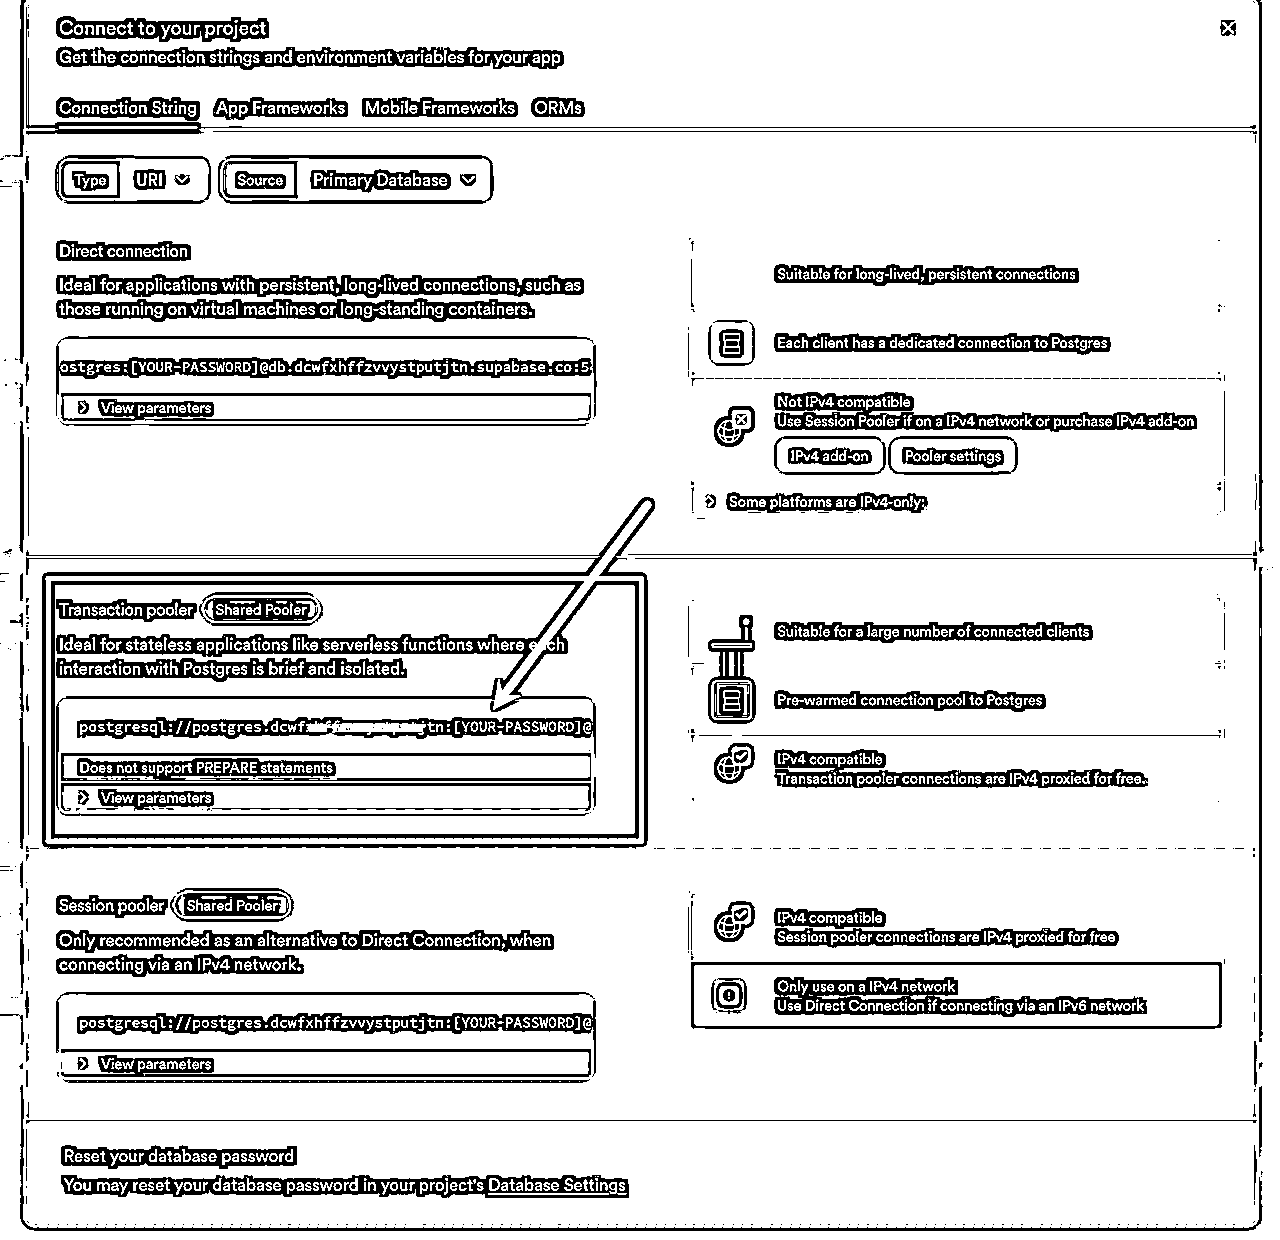 Connect to your project
Get the connection strings and environment variables for your app
Connection String App Frameworks Mobile Frameworks ORMs
Type URI Source Primary Database
Direct connection
Ideal for applications with persistent, long-lived connections, such as
those running on virtual machines or long-standing containers.
ostgres:[YOUR-PASSWORD]@db.dcwfxhffzvvystputjtn.supabase.co:5
View parameters
Suitable for long-lived, persistent connections
Each client has a dedicated connection to Postgres
Not IPv4 compatible
Use Session Pooler if on a IPv4 network or purchase IPv4 add-on
IPv4 add-on Pooler settings
Some platforms are IPv4-only:
Transaction pooler Shared Pooler
Ideal for stateless applications like serverless functions where each
interaction with Postgres is brief and isolated.
postgresql://postgres.dcwf tn:[YOUR-PASSWORD]@
Does not support PREPARE statements
View parameters
Suitable for a large number of connected clients
Pre-warmed connection pool to Postgres
IPv4 compatible
Transaction pooler connections are IPv4 proxied for free.
Session pooler Shared Pooler
Only recommended as an alternative to Direct Connection, when
connecting via an IPv4 network.
postgresql://postgres.dcwfxhffzvvystputjtn:[YOUR-PASSWORD]@
View parameters
IPv4 compatible
Session pooler connections are IPv4 proxied for free
Only use on a IPv4 network
Use Direct Connection if connecting via an IPv6 network
Reset your database password
You may reset your database password in your project's Database Settings